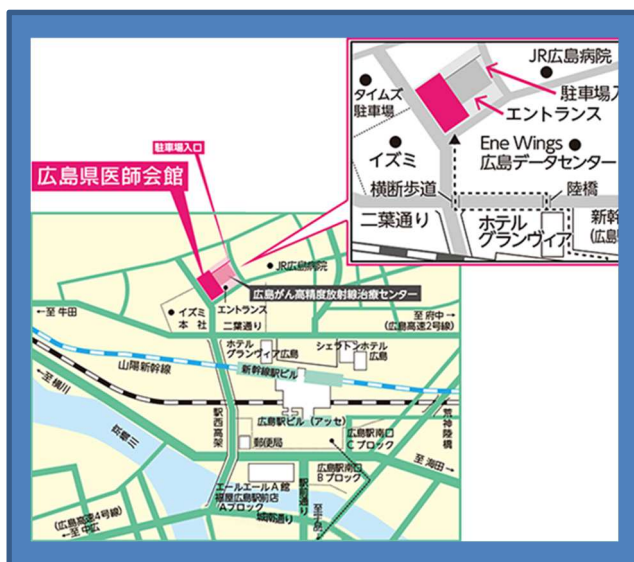 JR広島病院
タイムズ
駐車場
駐車場入
エントランス
イズミ
Ene Wings
広島データセンター
横断歩道
陸橋
二葉通り
ホテル
グランヴィア
新幹
(広島
駐車場入口
広島県医師会館
JR広島病院
広島がん高精度放射線治療センター
エントランス
←至 牛田
イズミ
本 社
二葉通り
至 府中→
(広島高速2号線)
ホテル
グランヴィア広島
シェラトンホテル
広島
山陽新幹線
新幹線駅ビル
←至 横川
広島駅ビル(アッセ)
荒神陸橋
駅西高架
郵便局
広島駅南口
Cブロック
広島駅南口
Bブロック
至 海田→
エールエールA館
福屋広島駅前店
Aブロック
駅前通り
城南通り
(広島高速4号線)
←至 中広